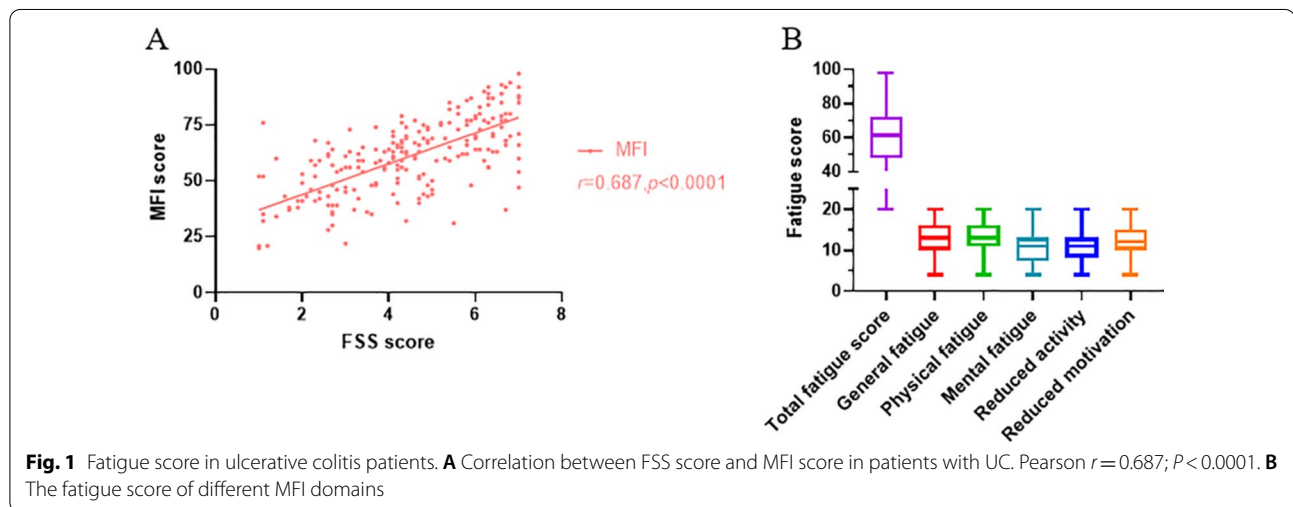 A
MFI score
100
75
50
25
0
0 2 4 6 8
FSS score
MFI
r=0.687,p<0.0001
B
Fatigue score
100
80
60
40
20
10
0
Total fatigue score
General fatigue
Physical fatigue
Mental fatigue
Reduced activity
Reduced motivation
Fig. 1 Fatigue score in ulcerative colitis patients. A Correlation between FSS score and MFI score in patients with UC. Pearson r = 0.687; P < 0.0001. B
The fatigue score of different MFI domains